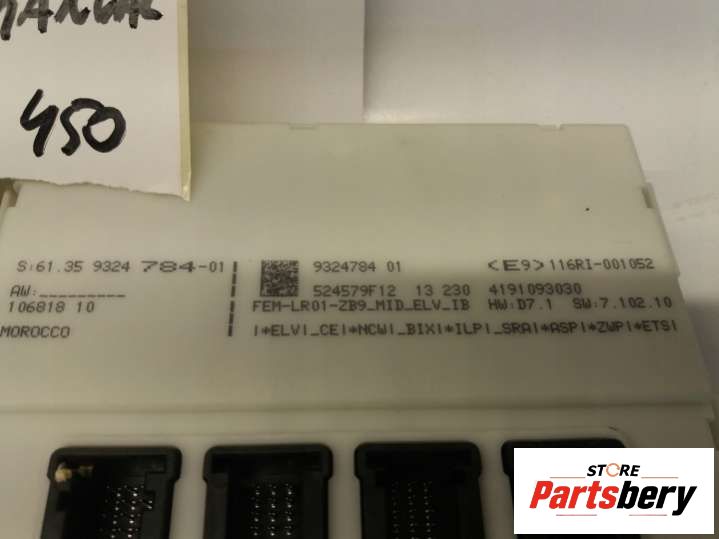 450
S:61.35 9324 784-01
AW:_________
106818 10
MOROCCO
9324784 01
<E9>116RI-001052
524579F12 13 230 4191093030
FEM-LR01-ZB9_MID_ELV_IB HW:D7.1 SW:7.102.10
|*ELV|_CE|*NCW|_BIX|*ILP|_SRA|*ASP|*ZWP|*ETS|
STORE
Partsbery